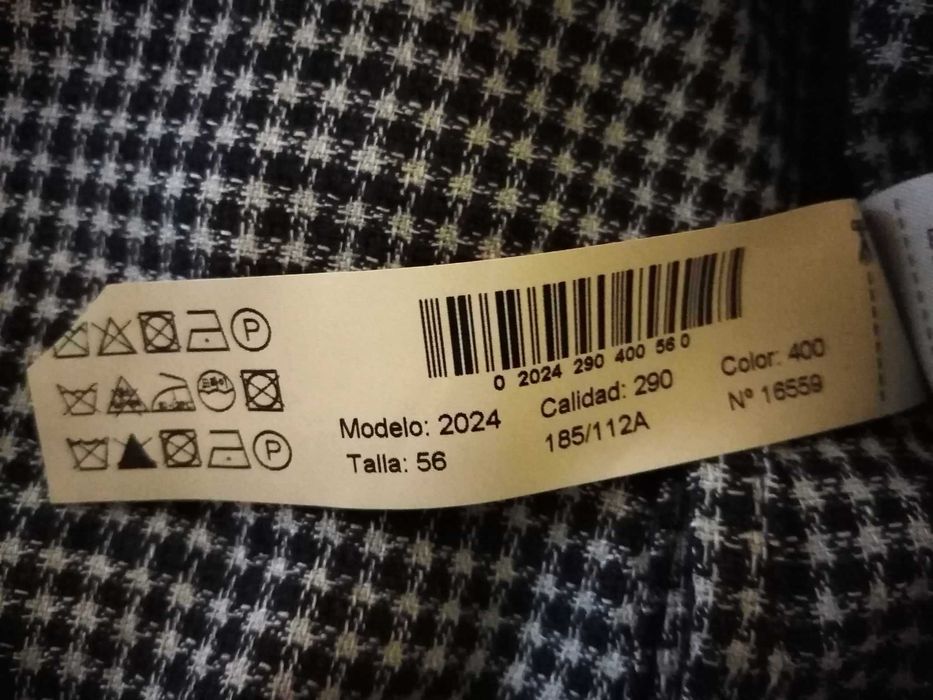 P
P
0 2024 290 400 56 0
Modelo: 2024 Calidad: 290 Color: 400
Talla: 56 185/112A Nº 16559